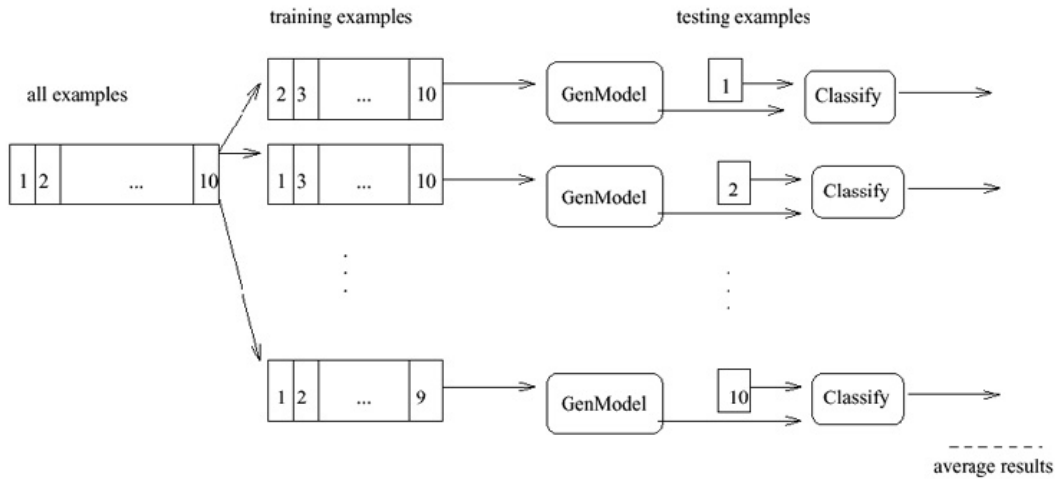 training examples
testing examples
all examples
2 3 ... 10
GenModel
1
Classify
1 2 ... 10
1 3 ... 10
GenModel
2
Classify
1 2 ... 9
GenModel
10
Classify
average results